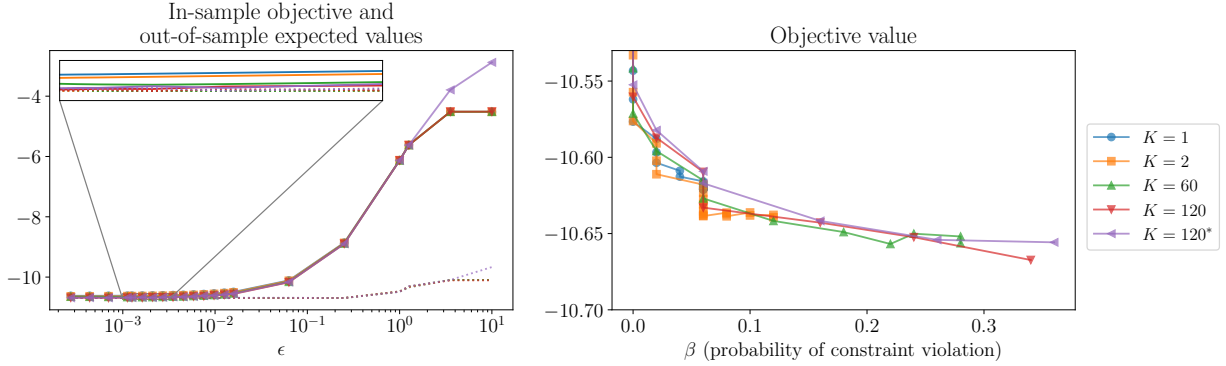 In-sample objective and
out-of-sample expected values
−4
−6
−8
−10
10⁻³
10⁻²
10⁻¹
10⁰
10¹
ϵ
Objective value
−10.55
−10.60
−10.65
−10.70
0.0
0.1
0.2
0.3
β (probability of constraint violation)
K = 1
K = 2
K = 60
K = 120
K = 120*